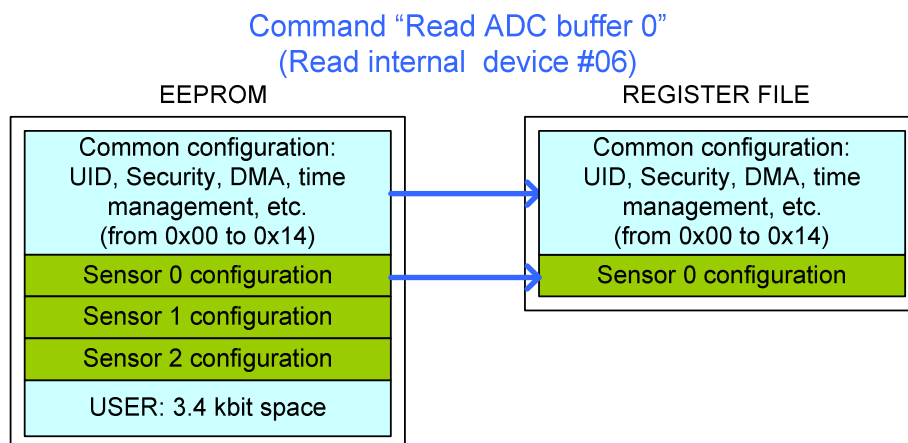 Command “Read ADC buffer 0”
(Read internal  device #06)
EEPROM
Common configuration:
UID, Security, DMA, time
management, etc.
(from 0x00 to 0x14)
Sensor 0 configuration
Sensor 1 configuration
Sensor 2 configuration
USER: 3.4 kbit space
REGISTER FILE
Common configuration:
UID, Security, DMA, time
management, etc.
(from 0x00 to 0x14)
Sensor 0 configuration